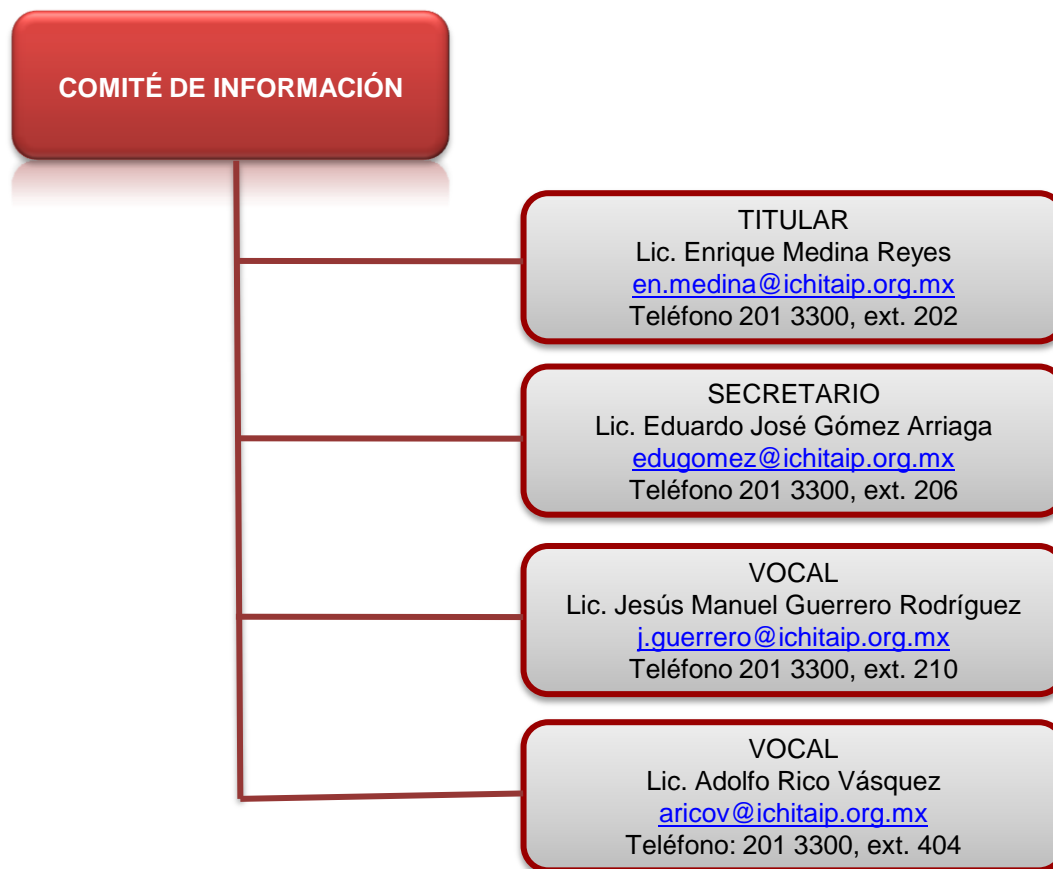 COMITÉ DE INFORMACIÓN
TITULAR
Lic. Enrique Medina Reyes
en.medina@ichitaip.org.mx
Teléfono 201 3300, ext. 202
SECRETARIO
Lic. Eduardo José Gómez Arriaga
edugomez@ichitaip.org.mx
Teléfono 201 3300, ext. 206
VOCAL
Lic. Jesús Manuel Guerrero Rodríguez
j.guerrero@ichitaip.org.mx
Teléfono 201 3300, ext. 210
VOCAL
Lic. Adolfo Rico Vásquez
aricov@ichitaip.org.mx
Teléfono: 201 3300, ext. 404